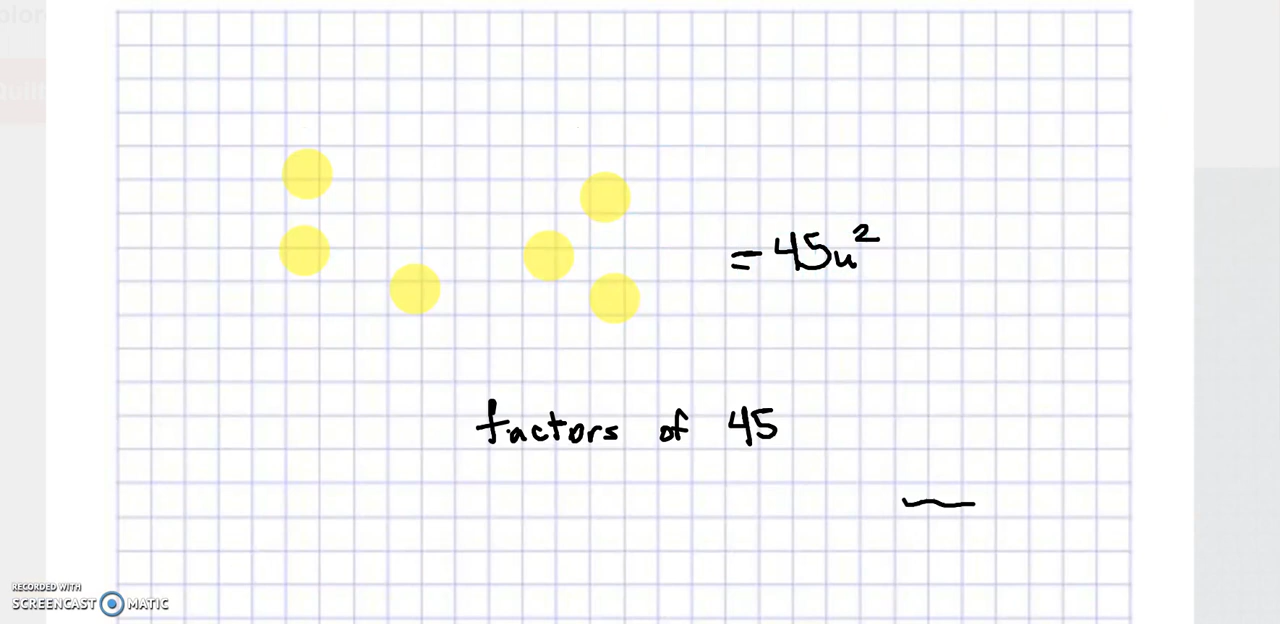 = 45u²
factors of 45
RECORDED WITH
SCREENCAST MATIC